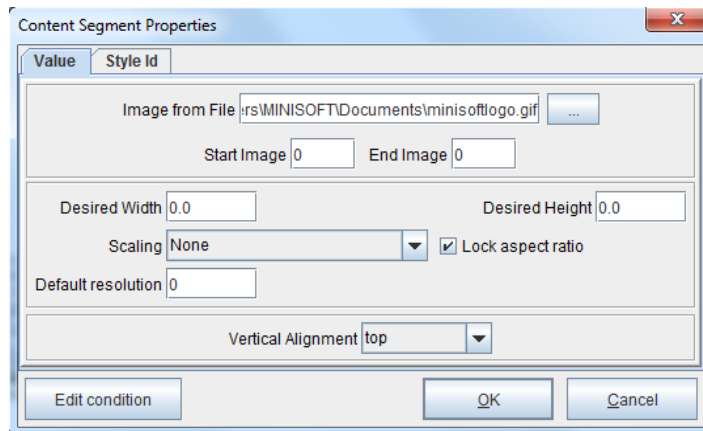 Content Segment Properties
Value Style Id
Image from File ers\MINISOFT\Documents\minisoftlogo.gif ...
Start Image 0 End Image 0
Desired Width 0.0 Desired Height 0.0
Scaling None Lock aspect ratio
Default resolution 0
Vertical Alignment top
Edit condition OK Cancel